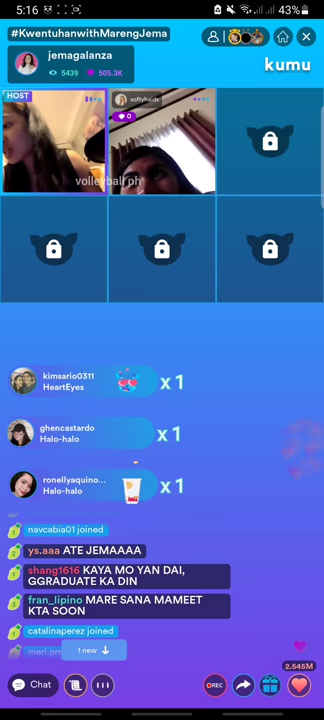 5:16
43%
#KwentuhanwithMarengJema
jemagalanza
5439 505.3K
kumu
HOST
softykaids
0
volleyball ph
kimsario0311
HeartEyes
x 1
ghencastardo
Halo-halo
x 1
ronellyaquino...
Halo-halo
x 1
navcabia01 joined
ys.aaa ATE JEMAAAA
shang1616 KAYA MO YAN DAI,
GGRADUATE KA DIN
fran_lipino MARE SANA MAMEET
KTA SOON
catalinaperez joined
1 new
2.545M
Chat
REC